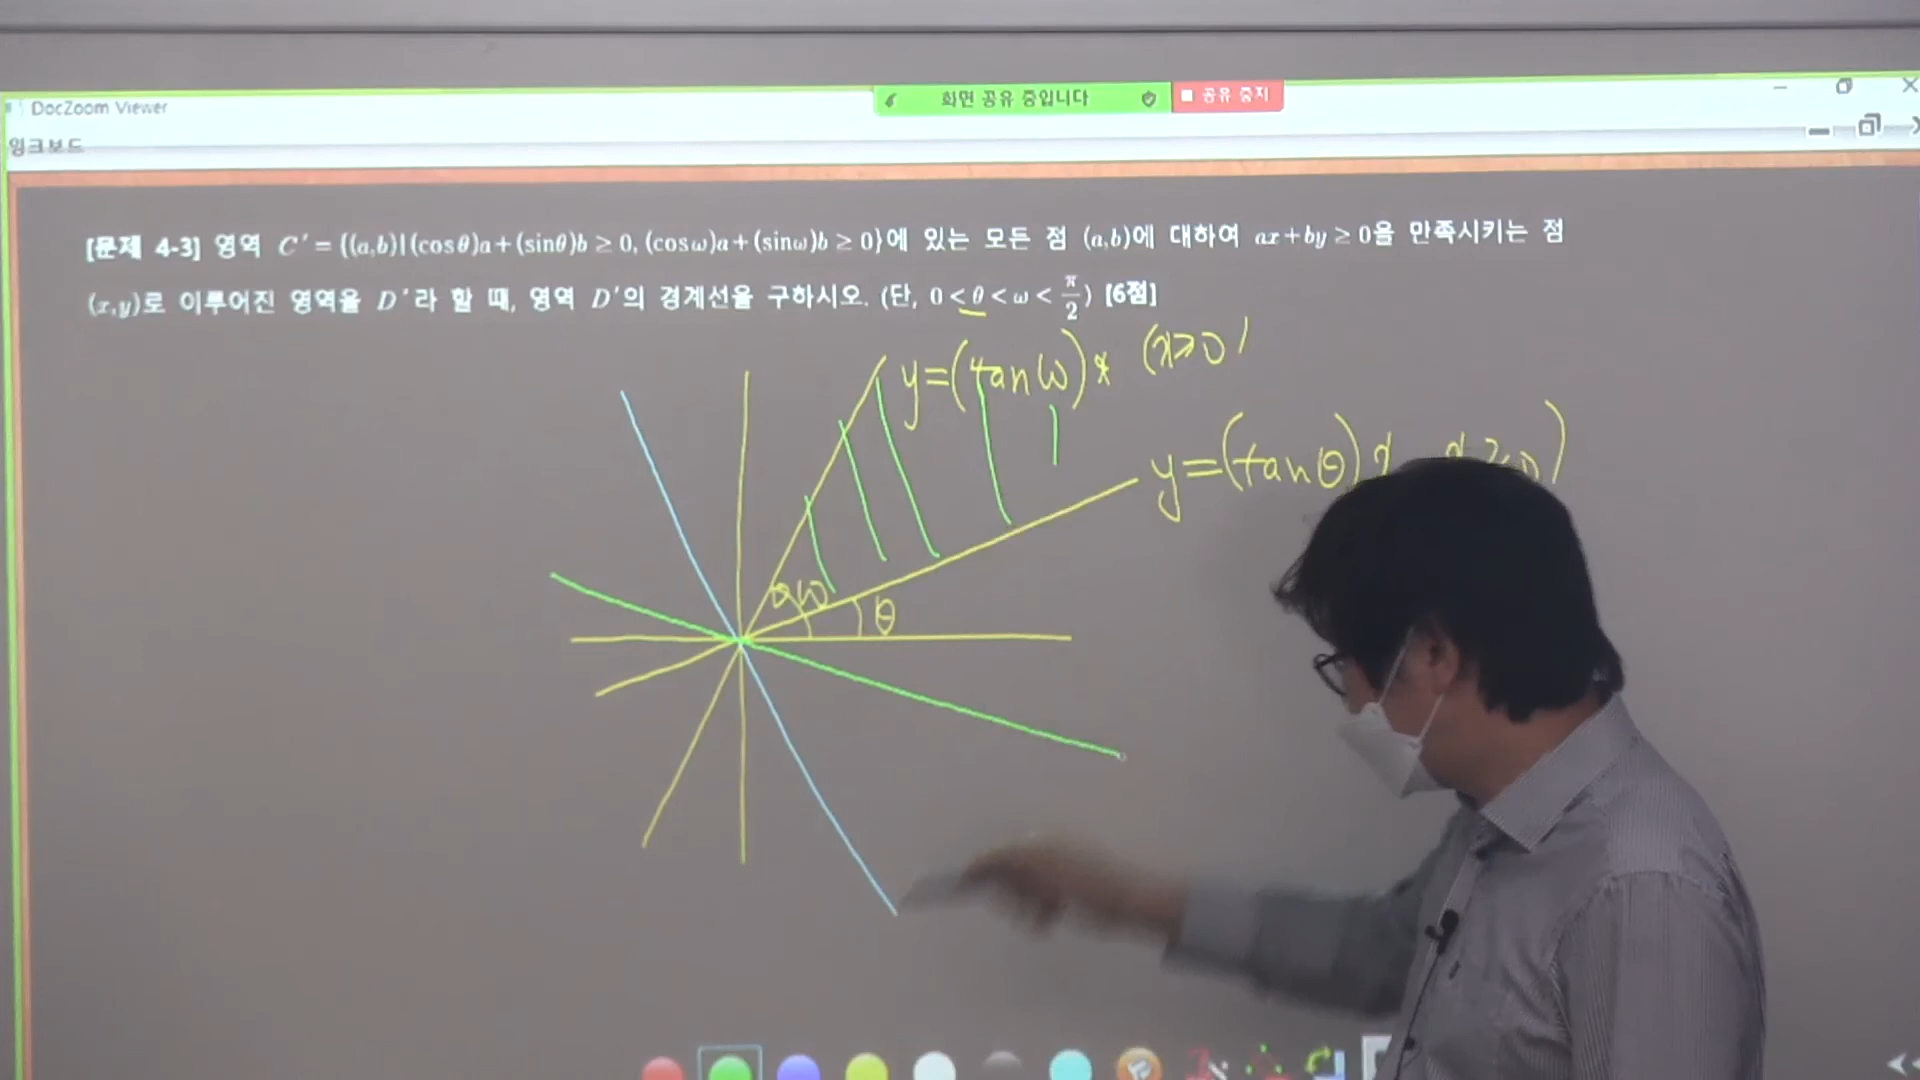 DocZoom Viewer
화면 공유 중입니다
공유 중지
윙크보드
[문제 4-3] 영역 C′={(a,b)|(cosθ)a+(sinθ)b≥0, (cosω)a+(sinω)b≥0}에 있는 모든 점 (a,b)에 대하여 ax+by≥0을 만족시키는 점
(x,y)로 이루어진 영역을 D′라 할 때, 영역 D′의 경계선을 구하시오. (단, 0<θ<ω<π/2) [6점]
y=(tanω)x (x≥0)
y=(tanθ)x
ω
θ